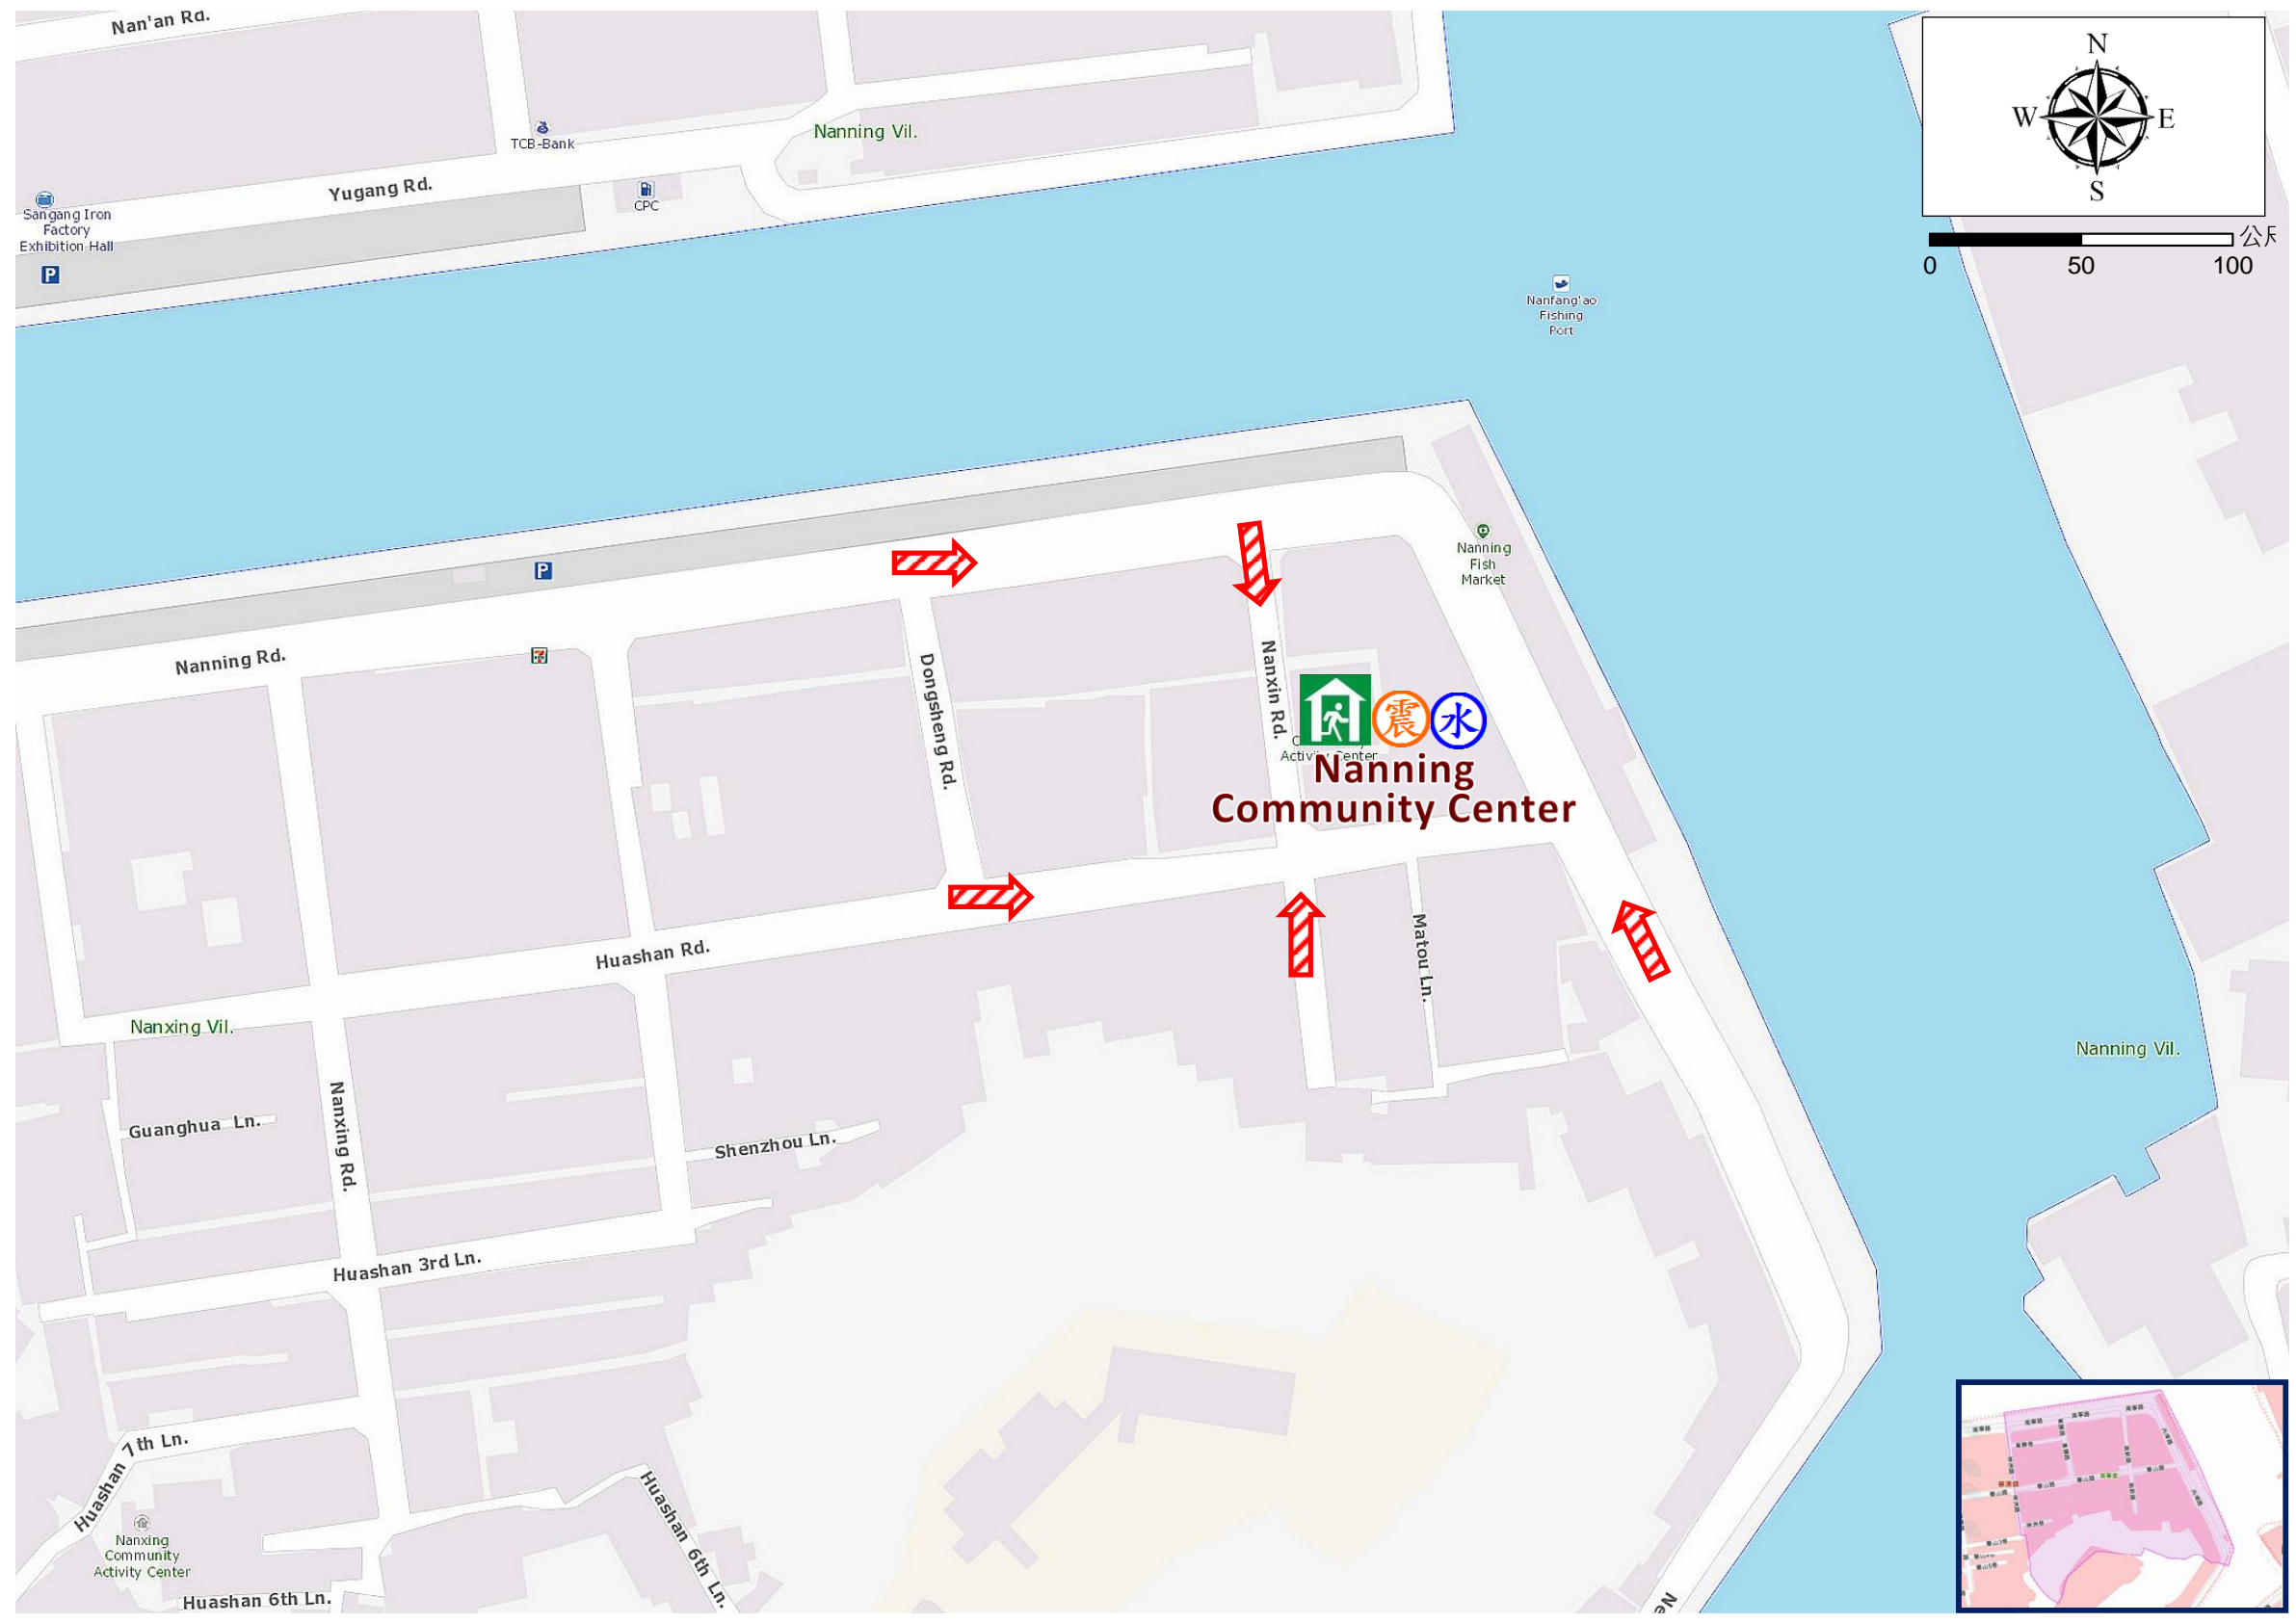 Nan'an Rd.
N
W
E
S
公尺
0
50
100
TCB-Bank
Nanning Vil.
Yugang Rd.
CPC
Sangang Iron
Factory
Exhibition Hall
P
Nanfang'ao
Fishing
Port
P
Nanning
Fish
Market
Nanning Rd.
Dongsheng Rd.
Nanxin Rd.
震
水
Activity Center
Nanning
Community Center
Huashan Rd.
Matou Ln.
Nanxing Vil.
Nanning Vil.
Guanghua Ln.
Nanxing Rd.
Shenzhou Ln.
Huashan 3rd Ln.
Huashan 7th Ln.
Huashan 6th Ln.
Nanxing
Community
Activity Center
Huashan 6th Ln.
Ne